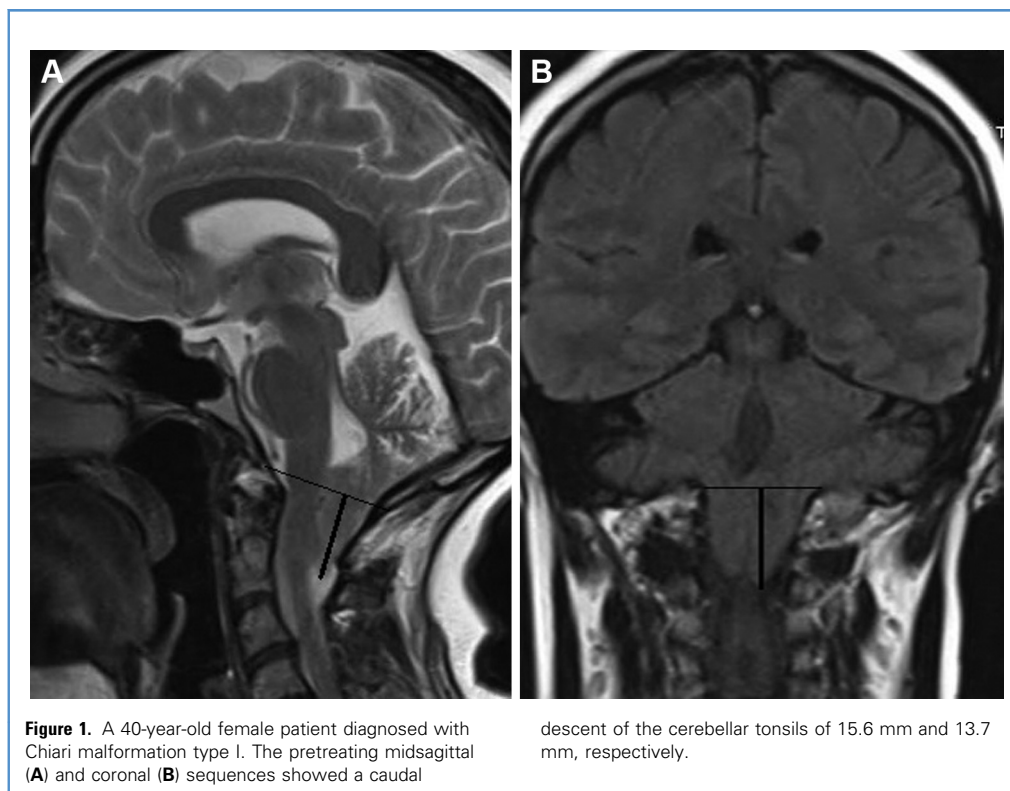 A
B
T
Figure 1. A 40-year-old female patient diagnosed with
Chiari malformation type I. The pretreating midsagittal
(A) and coronal (B) sequences showed a caudal
descent of the cerebellar tonsils of 15.6 mm and 13.7
mm, respectively.